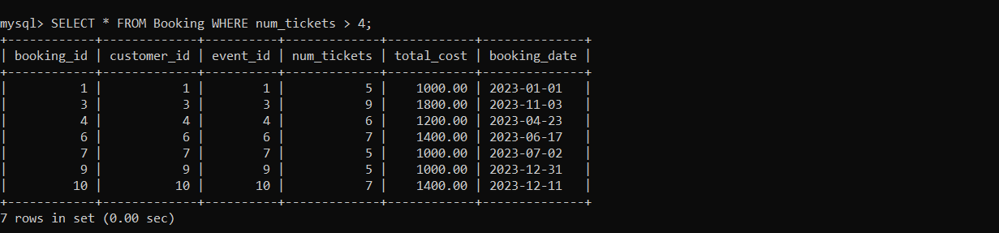 mysql> SELECT * FROM Booking WHERE num_tickets > 4;
+------------+-------------+----------+-------------+------------+--------------+
| booking_id | customer_id | event_id | num_tickets | total_cost | booking_date |
+------------+-------------+----------+-------------+------------+--------------+
|          1 |           1 |        1 |           5 |    1000.00 | 2023-01-01   |
|          3 |           3 |        3 |           9 |    1800.00 | 2023-11-03   |
|          4 |           4 |        4 |           6 |    1200.00 | 2023-04-23   |
|          6 |           6 |        6 |           7 |    1400.00 | 2023-06-17   |
|          7 |           7 |        7 |           5 |    1000.00 | 2023-07-02   |
|          9 |           9 |        9 |           5 |    1000.00 | 2023-12-31   |
|         10 |          10 |       10 |           7 |    1400.00 | 2023-12-11   |
+------------+-------------+----------+-------------+------------+--------------+
7 rows in set (0.00 sec)